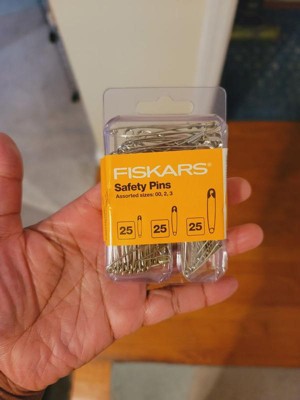 FISKARS®
Safety Pins
Assorted sizes: 00, 2, 3
25 25 25